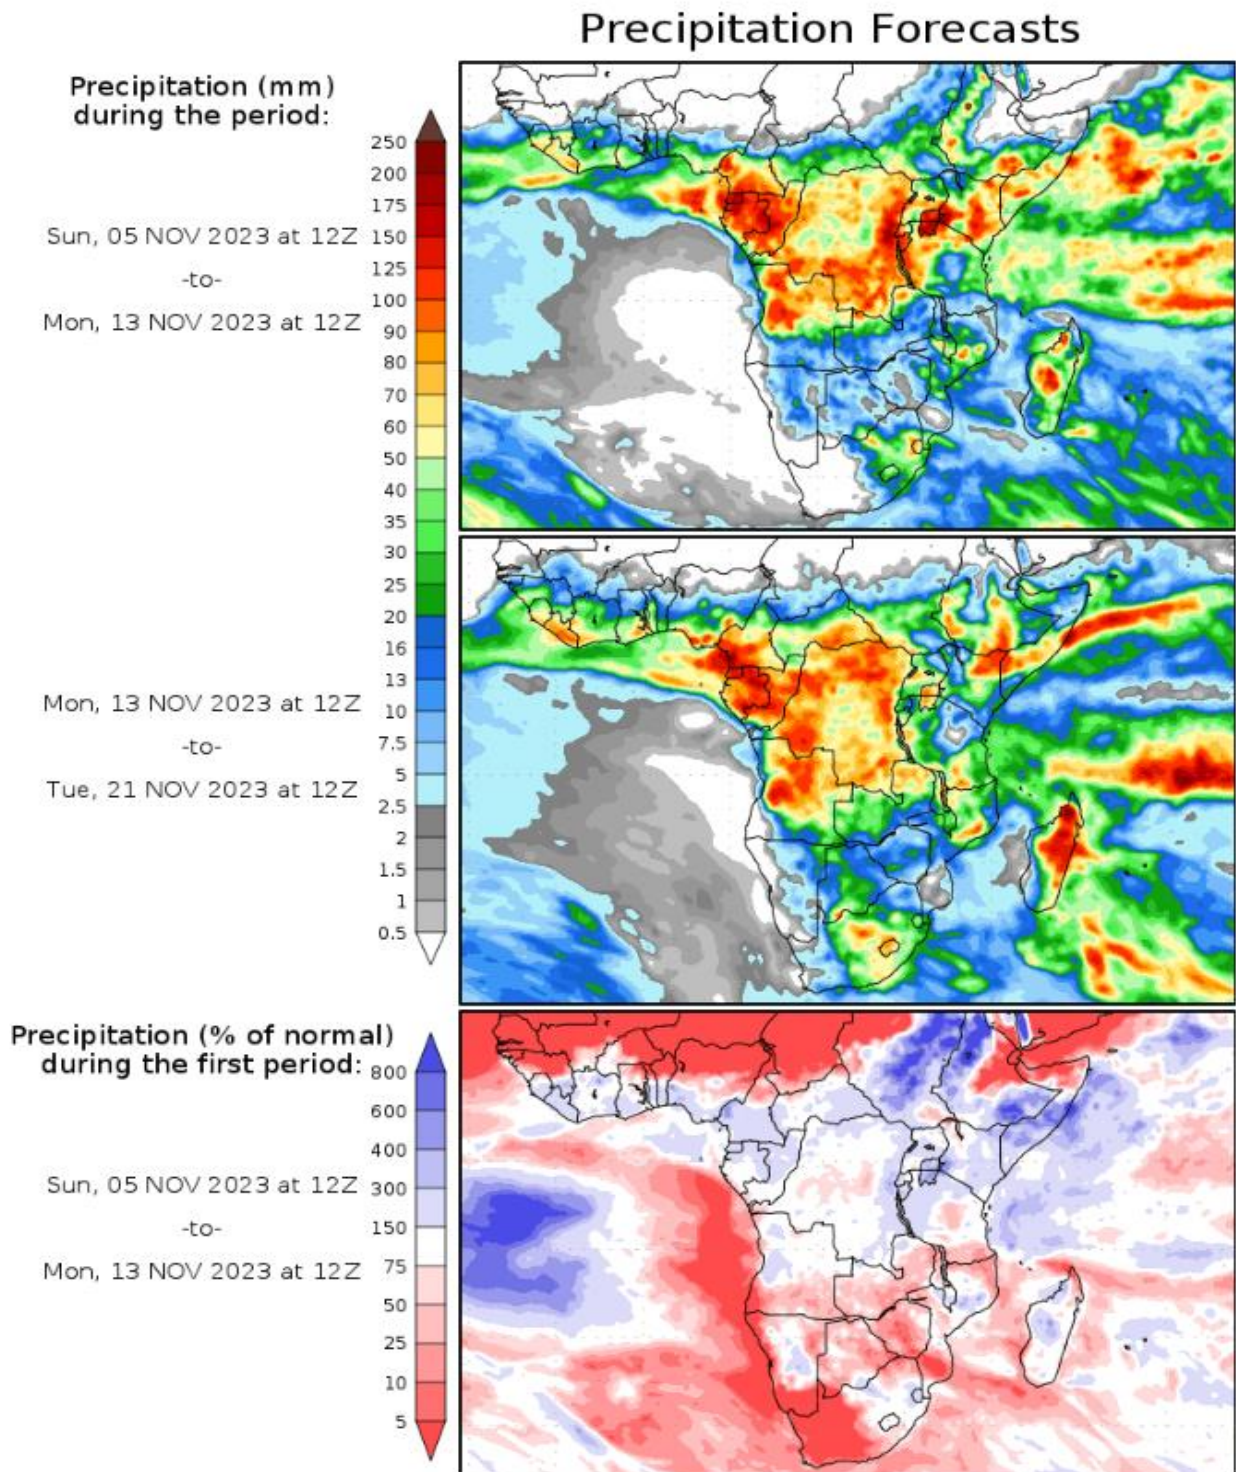 Precipitation Forecasts
Precipitation (mm)
during the period:
250
200
175
150
125
100
90
80
70
60
50
40
35
30
25
20
16
13
10
7.5
5
2.5
2
1.5
1
0.5
Sun, 05 NOV 2023 at 12Z
-to-
Mon, 13 NOV 2023 at 12Z
Mon, 13 NOV 2023 at 12Z
-to-
Tue, 21 NOV 2023 at 12Z
Precipitation (% of normal)
during the first period:
800
600
400
300
150
75
50
25
10
5
Sun, 05 NOV 2023 at 12Z
-to-
Mon, 13 NOV 2023 at 12Z